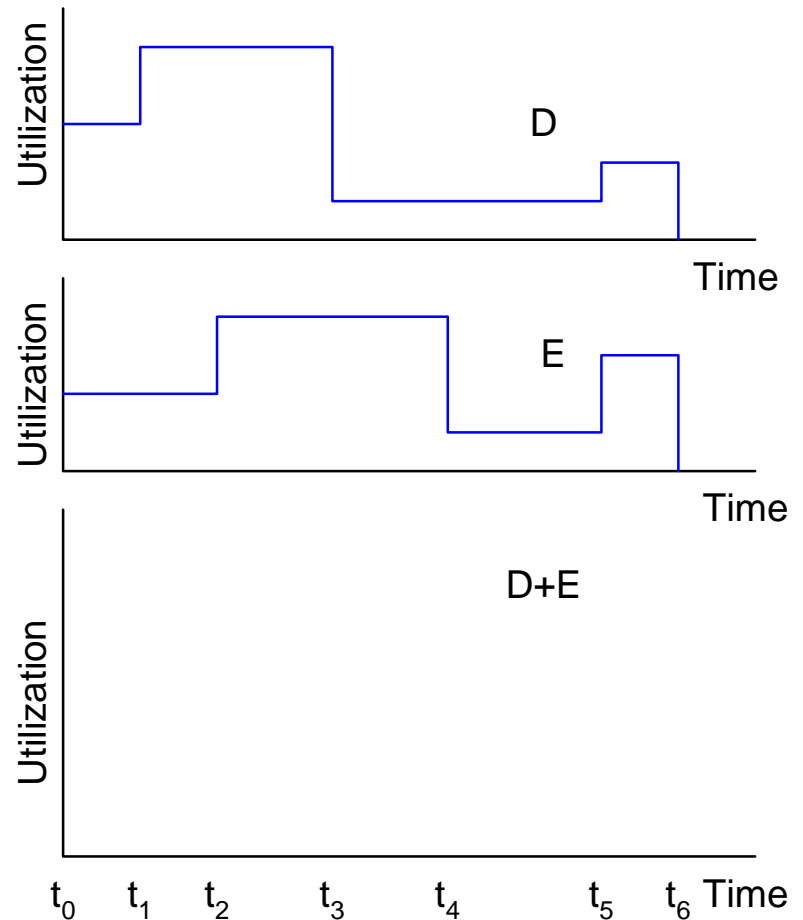 Utilization
D
Time
Utilization
E
Time
Utilization
D+E
t₀ t₁ t₂ t₃ t₄ t₅ t₆ Time